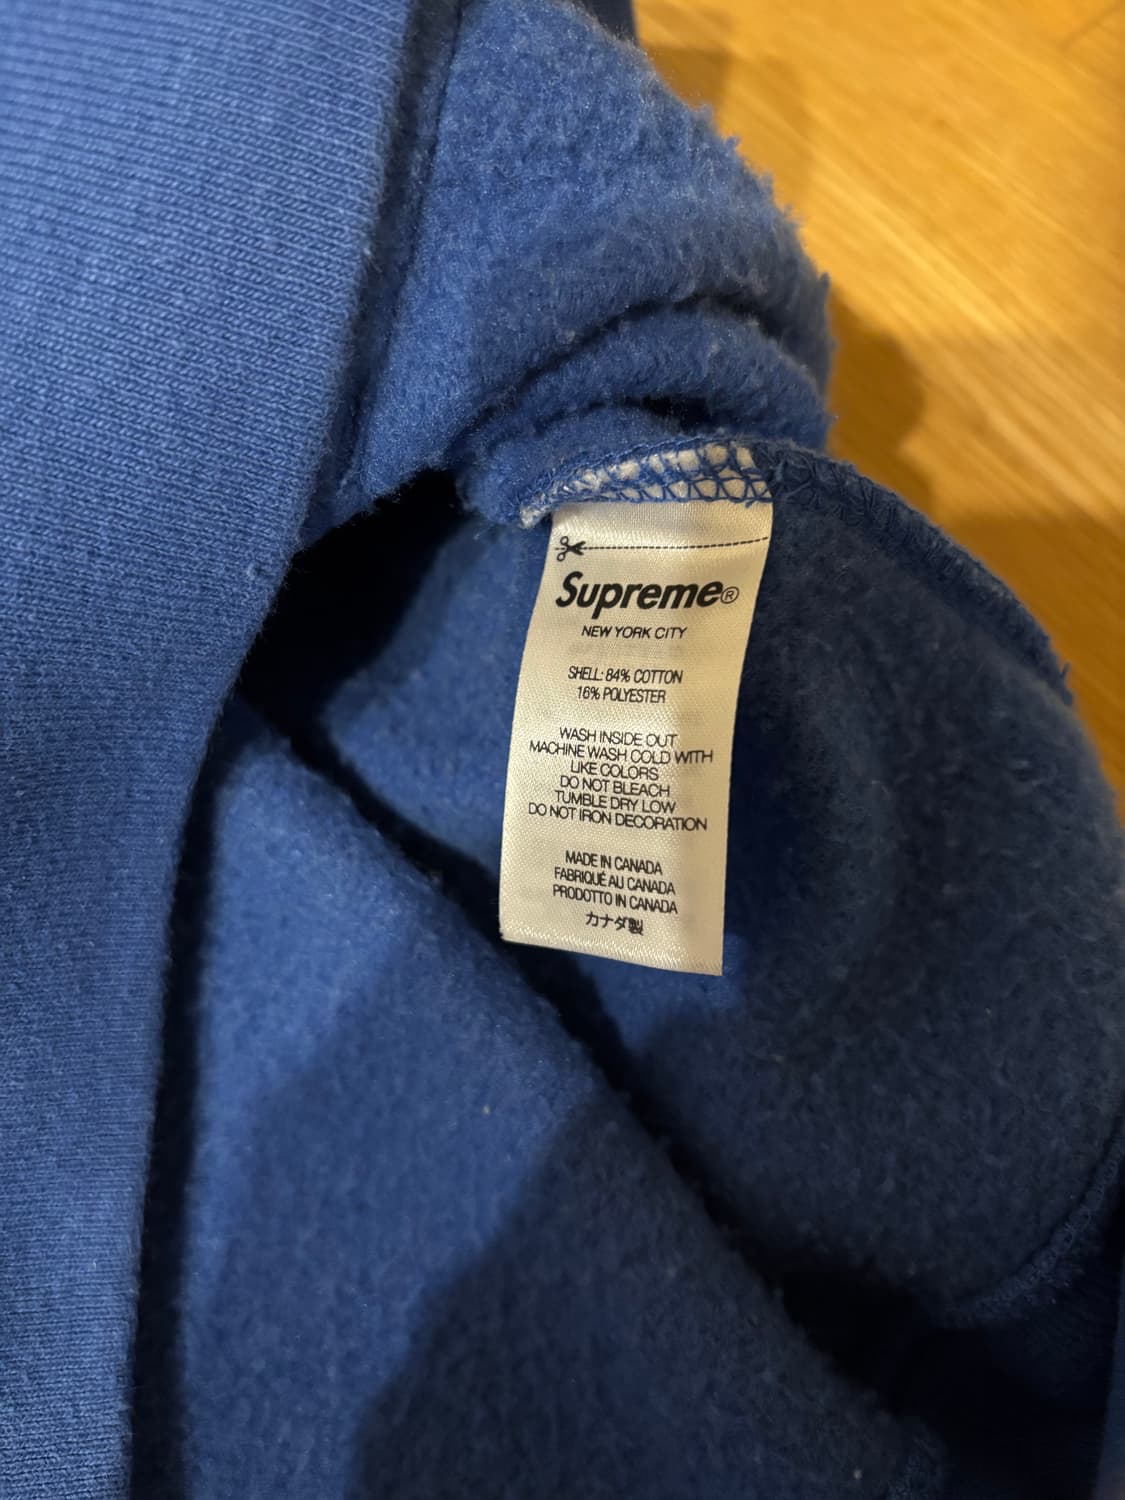 Supreme®
NEW YORK CITY
SHELL: 84% COTTON
16% POLYESTER
WASH INSIDE OUT
MACHINE WASH COLD WITH
LIKE COLORS
DO NOT BLEACH
TUMBLE DRY LOW
DO NOT IRON DECORATION
MADE IN CANADA
FABRIQUÉ AU CANADA
PRODOTTO IN CANADA
カナダ製